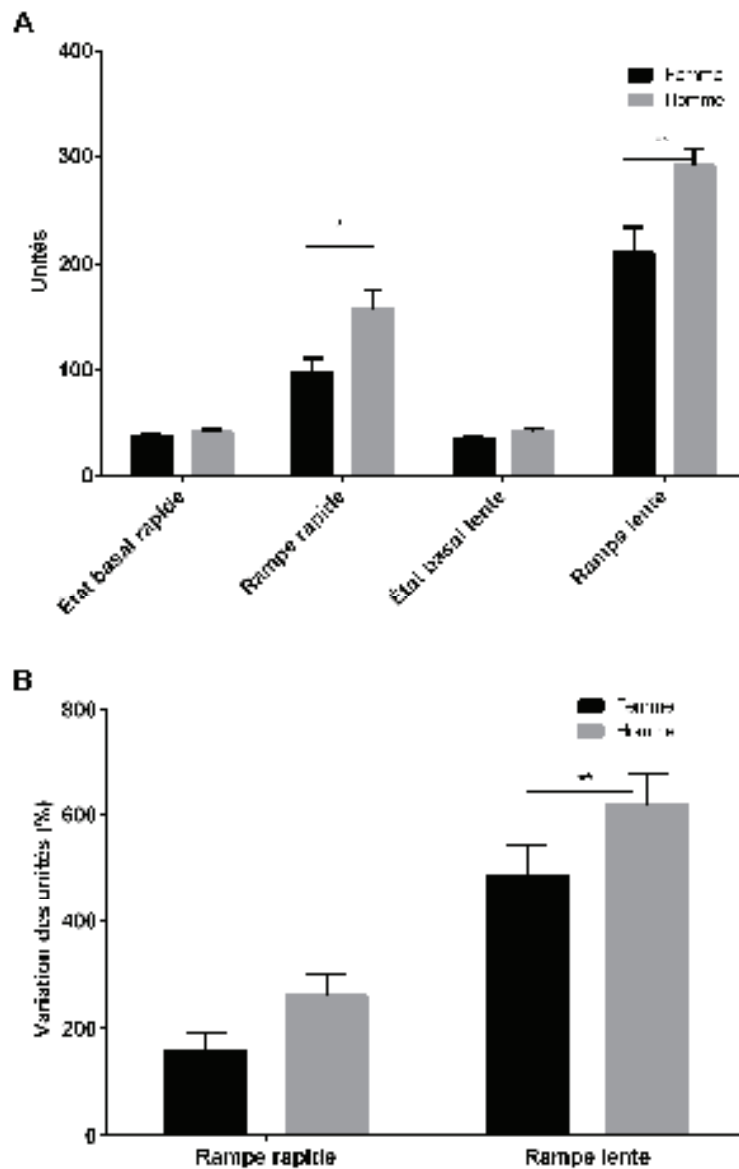 A
400
Femme
Homme
300
**
Unités
*
200
100
0
État basal rapide
Rampe rapide
État basal lente
Rampe lente
B
800
Femme
Homme
**
600
Variation des unités (%)
400
200
0
Rampe rapide
Rampe lente